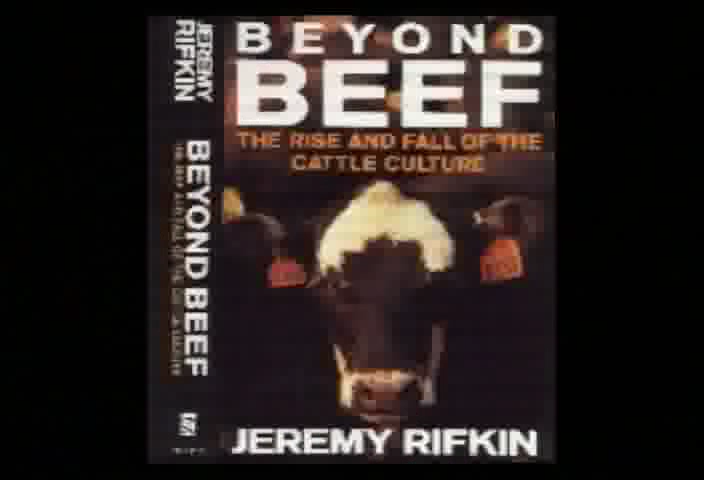 JEREMY
RIFKIN
BEYOND BEEF
BEYOND
BEEF
THE RISE AND FALL OF THE
CATTLE CULTURE
JEREMY RIFKIN